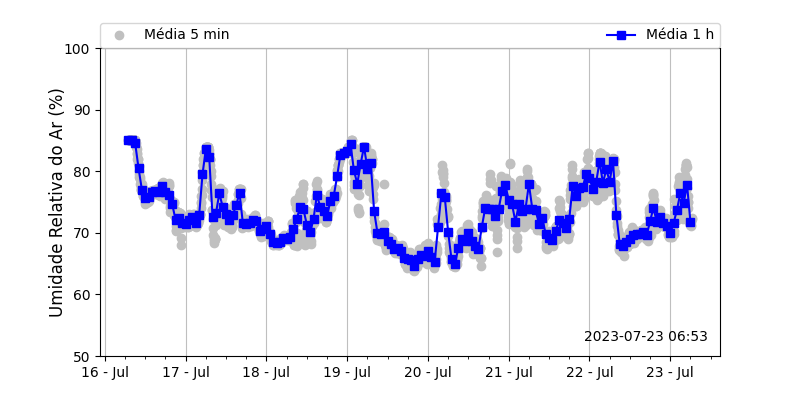 Média 5 min
Média 1 h
Umidade Relativa do Ar (%)
100
90
80
70
60
50
2023-07-23 06:53
16 - Jul
17 - Jul
18 - Jul
19 - Jul
20 - Jul
21 - Jul
22 - Jul
23 - Jul